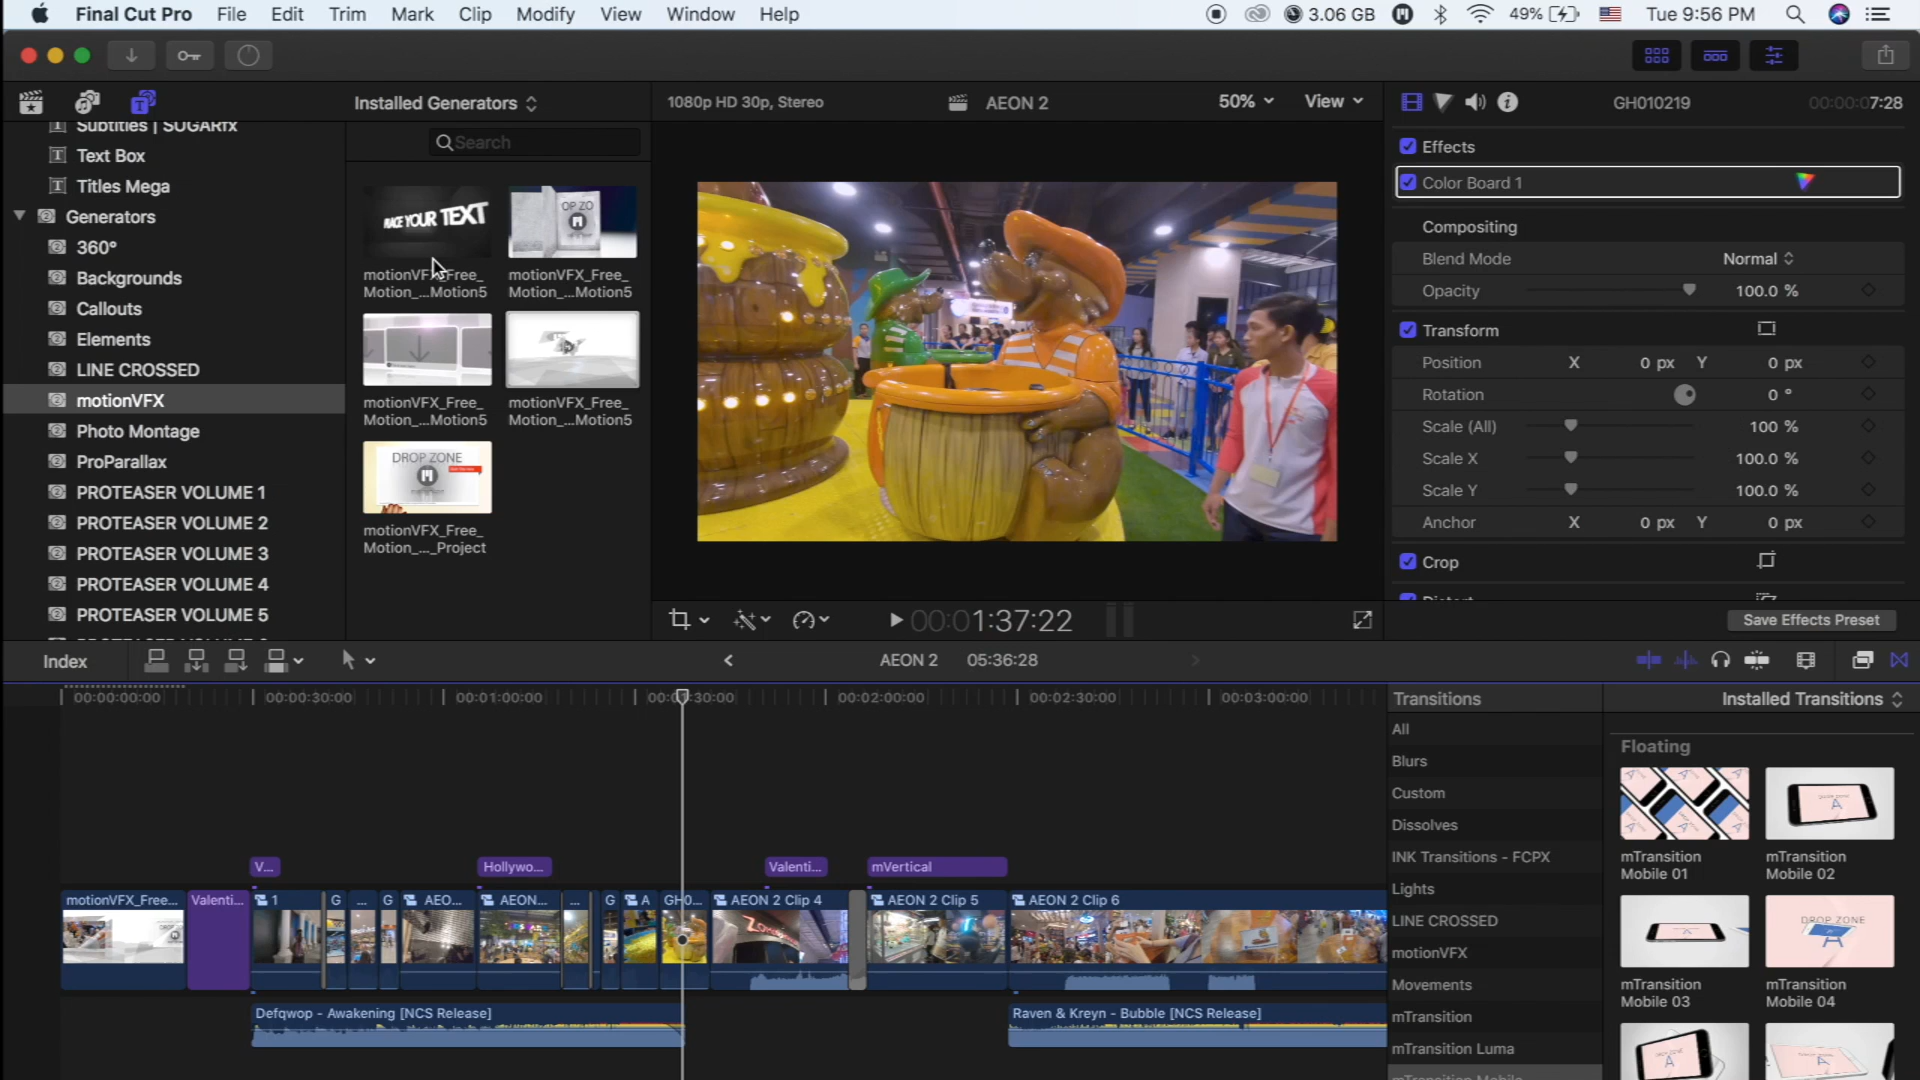 Final Cut Pro File Edit Trim Mark Clip Modify View Window Help 3.06 GB 49% Tue 9:56 PM
Installed Generators
1080p HD 30p, Stereo
AEON 2
50%
View
GH010219
00:00:07:28
Subtitles | SUGARfx
Text Box
Titles Mega
Generators
360°
Backgrounds
Callouts
Elements
LINE CROSSED
motionVFX
Photo Montage
ProParallax
PROTEASER VOLUME 1
PROTEASER VOLUME 2
PROTEASER VOLUME 3
PROTEASER VOLUME 4
PROTEASER VOLUME 5
Search
YOUR TEXT
OP ZO
motionVFX_Free_
Motion_...Motion5
motionVFX_Free_
Motion_...Motion5
motionVFX_Free_
Motion_...Motion5
motionVFX_Free_
Motion_...Motion5
DROP ZONE
motionVFX_Free_
Motion_..._Project
Effects
Color Board 1
Compositing
Blend Mode Normal
Opacity 100.0 %
Transform
Position X 0 px Y 0 px
Rotation 0 °
Scale (All) 100 %
Scale X 100.0 %
Scale Y 100.0 %
Anchor X 0 px Y 0 px
Crop
Distort
Save Effects Preset
00:01:37:22
Index
AEON 2 05:36:28
00:00:00:00 00:00:30:00 00:01:00:00 00:01:30:00 00:02:00:00 00:02:30:00 00:03:00:00
V... Hollywo... Valenti... mVertical
motionVFX_Free... Valenti... 1 G ... G AEO... AEON... ... G A GH0... AEON 2 Clip 4 AEON 2 Clip 5 AEON 2 Clip 6
Defqwop - Awakening [NCS Release] Raven & Kreyn - Bubble [NCS Release]
Transitions
Installed Transitions
All
Blurs
Custom
Dissolves
INK Transitions - FCPX
Lights
LINE CROSSED
motionVFX
Movements
mTransition
mTransition Luma
mTransition Mobile
Floating
mTransition
Mobile 01
mTransition
Mobile 02
mTransition
Mobile 03
DROP ZONE
mTransition
Mobile 04